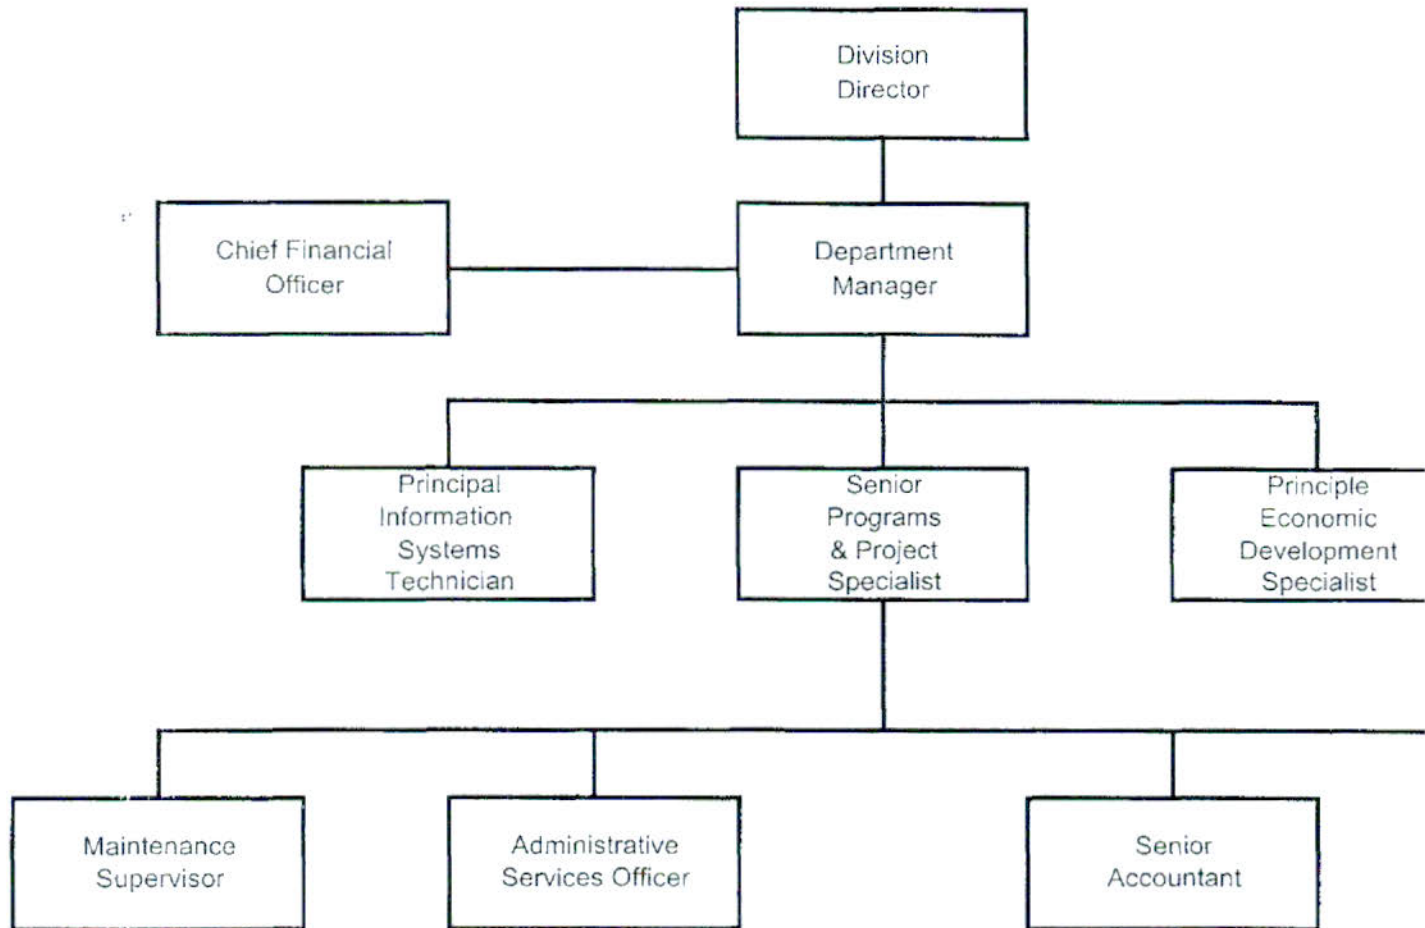 Division
Director
Chief Financial
Officer
Department
Manager
Principal
Information
Systems
Technician
Senior
Programs
& Project
Specialist
Principle
Economic
Development
Specialist
Maintenance
Supervisor
Administrative
Services Officer
Senior
Accountant